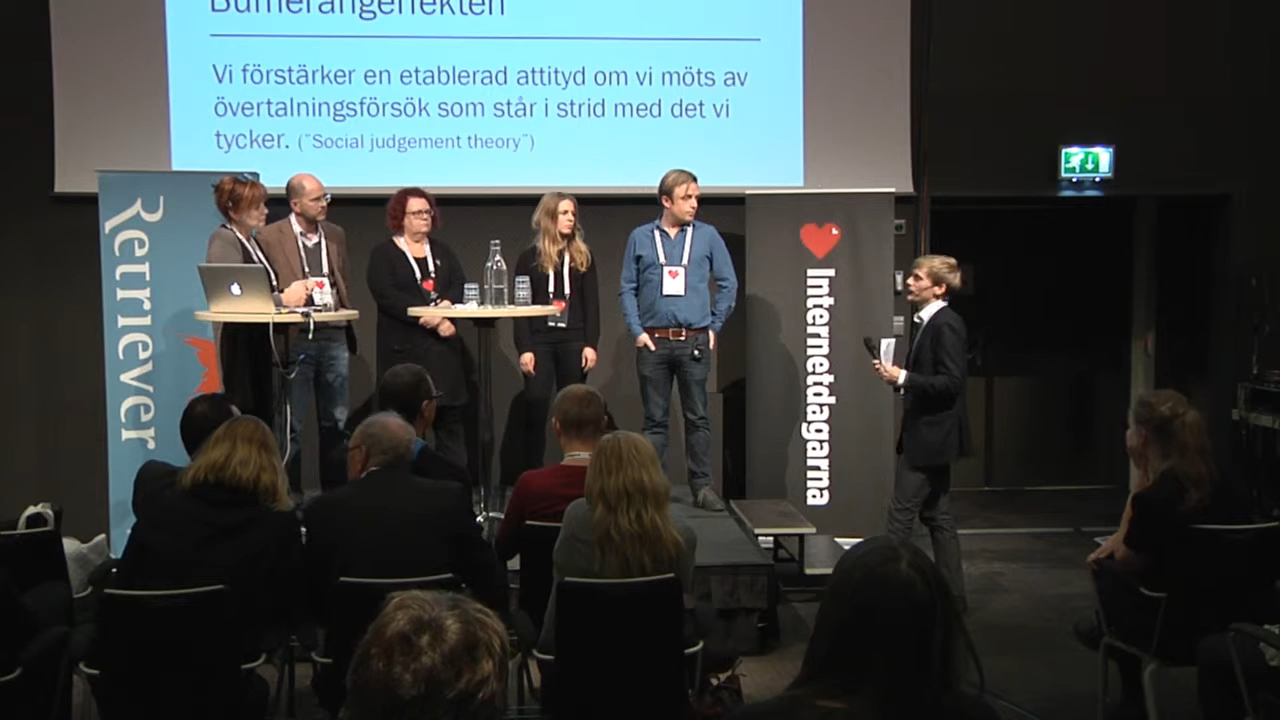 Bumerangeffekten
Vi förstärker en etablerad attityd om vi möts av
övertalningsförsök som står i strid med det vi
tycker. ("Social judgement theory")
Retriever
Internetdagarna